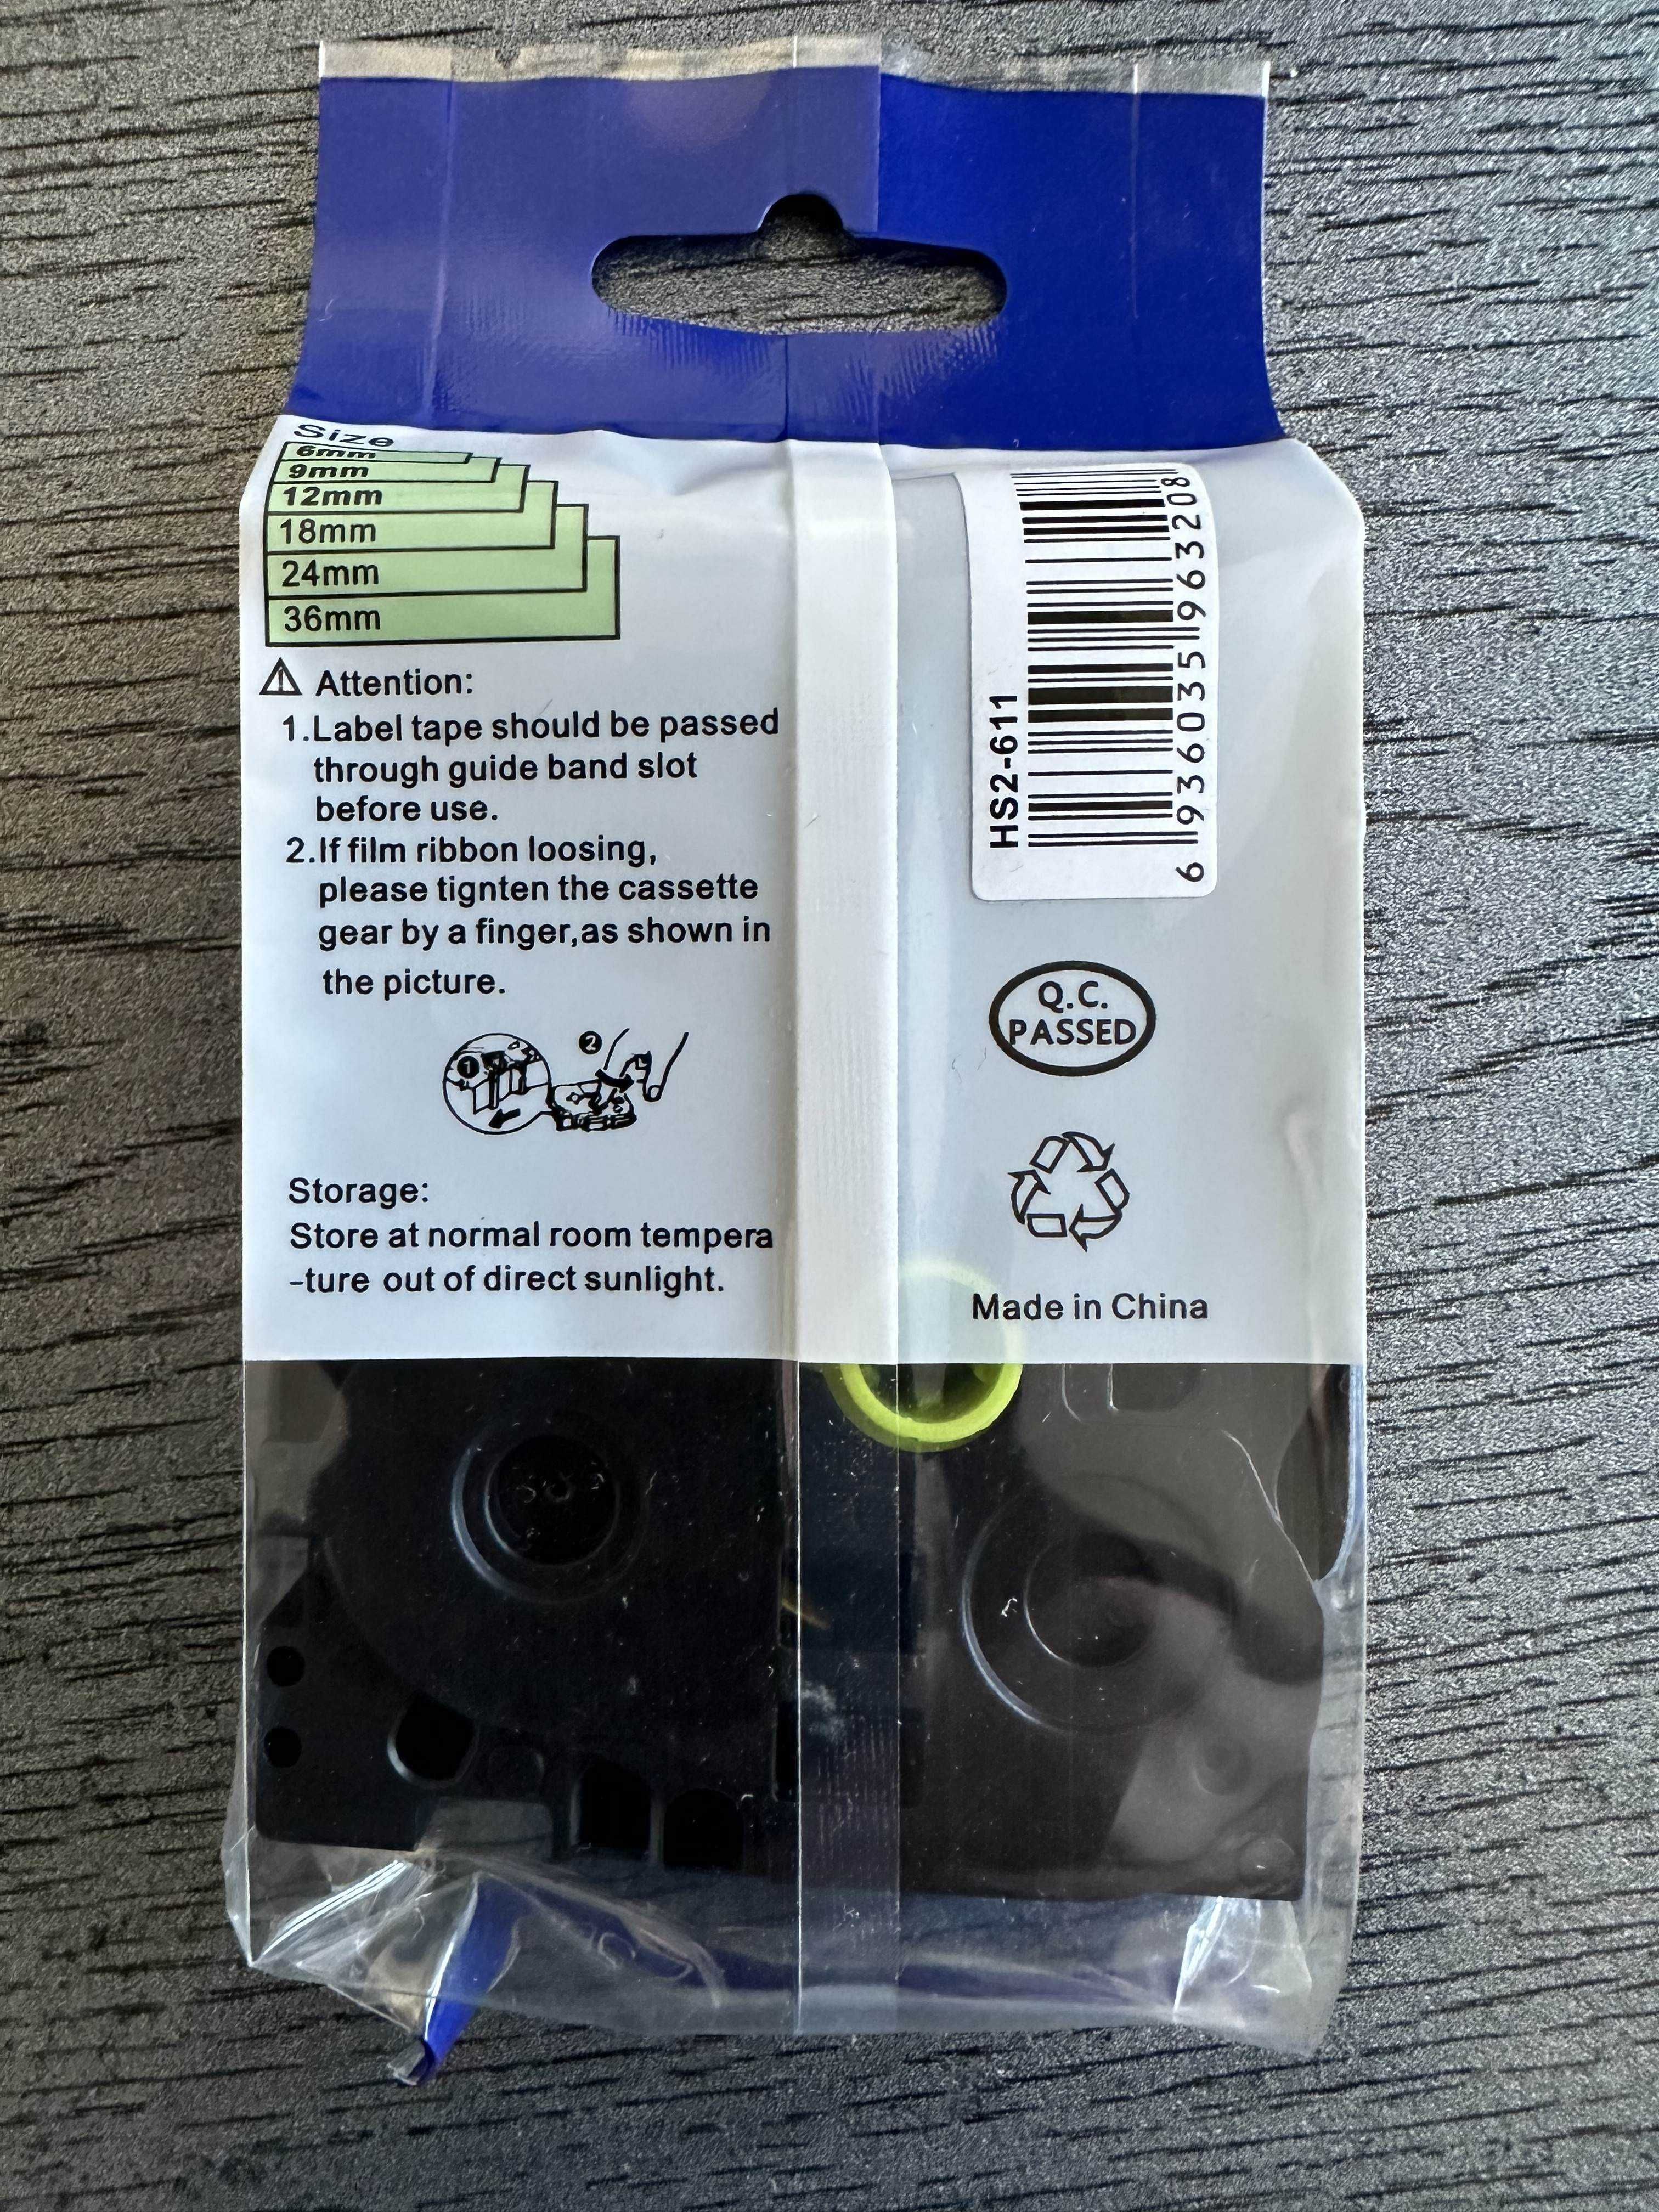 Size
6mm
9mm
12mm
18mm
24mm
36mm
Attention:
1.Label tape should be passed
through guide band slot
before use.
2.If film ribbon loosing,
please tignten the cassette
gear by a finger,as shown in
the picture.
1
2
Storage:
Store at normal room tempera
-ture out of direct sunlight.
HS2-611
6 936035 963208
Q.C.
PASSED
Made in China